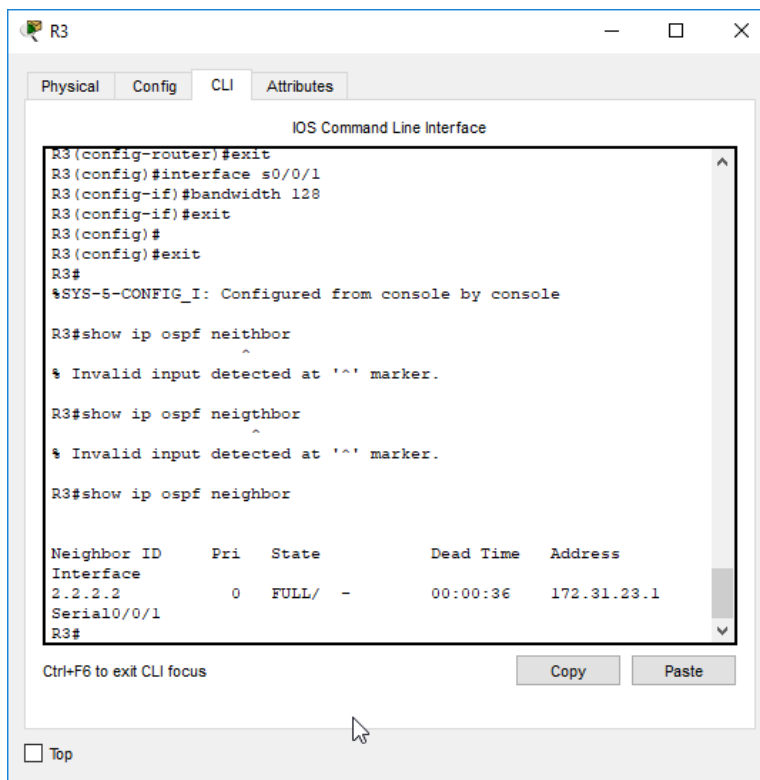 R3
Physical Config CLI Attributes
IOS Command Line Interface
R3(config-router)#exit
R3(config)#interface s0/0/1
R3(config-if)#bandwidth 128
R3(config-if)#exit
R3(config)#
R3(config)#exit
R3#
%SYS-5-CONFIG_I: Configured from console by console
R3#show ip ospf neithbor
^
% Invalid input detected at '^' marker.
R3#show ip ospf neigthbor
^
% Invalid input detected at '^' marker.
R3#show ip ospf neighbor
Neighbor ID Pri State Dead Time Address
Interface
2.2.2.2 0 FULL/ - 00:00:36 172.31.23.1
Serial0/0/1
R3#
Ctrl+F6 to exit CLI focus
Copy Paste
Top